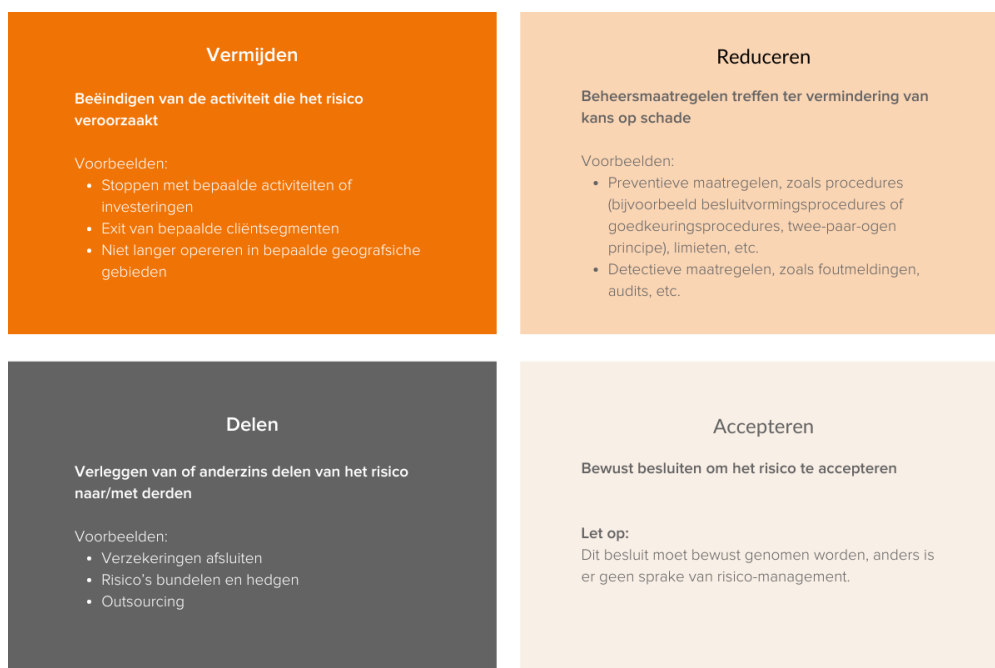 Vermijden
Beëindigen van de activiteit die het risico
veroorzaakt
Voorbeelden:
• Stoppen met bepaalde activiteiten of
investeringen
• Exit van bepaalde cliëntsegmenten
• Niet langer opereren in bepaalde geografsiche
gebieden
Reduceren
Beheersmaatregelen treffen ter vermindering van
kans op schade
Voorbeelden:
• Preventieve maatregelen, zoals procedures
(bijvoorbeeld besluitvormingsprocedures of
goedkeuringsprocedures, twee-paar-ogen
principe), limieten, etc.
• Detectieve maatregelen, zoals foutmeldingen,
audits, etc.
Delen
Verleggen van of anderzins delen van het risico
naar/met derden
Voorbeelden:
• Verzekeringen afsluiten
• Risico's bundelen en hedgen
• Outsourcing
Accepteren
Bewust besluiten om het risico te accepteren
Let op:
Dit besluit moet bewust genomen worden, anders is
er geen sprake van risico-management.